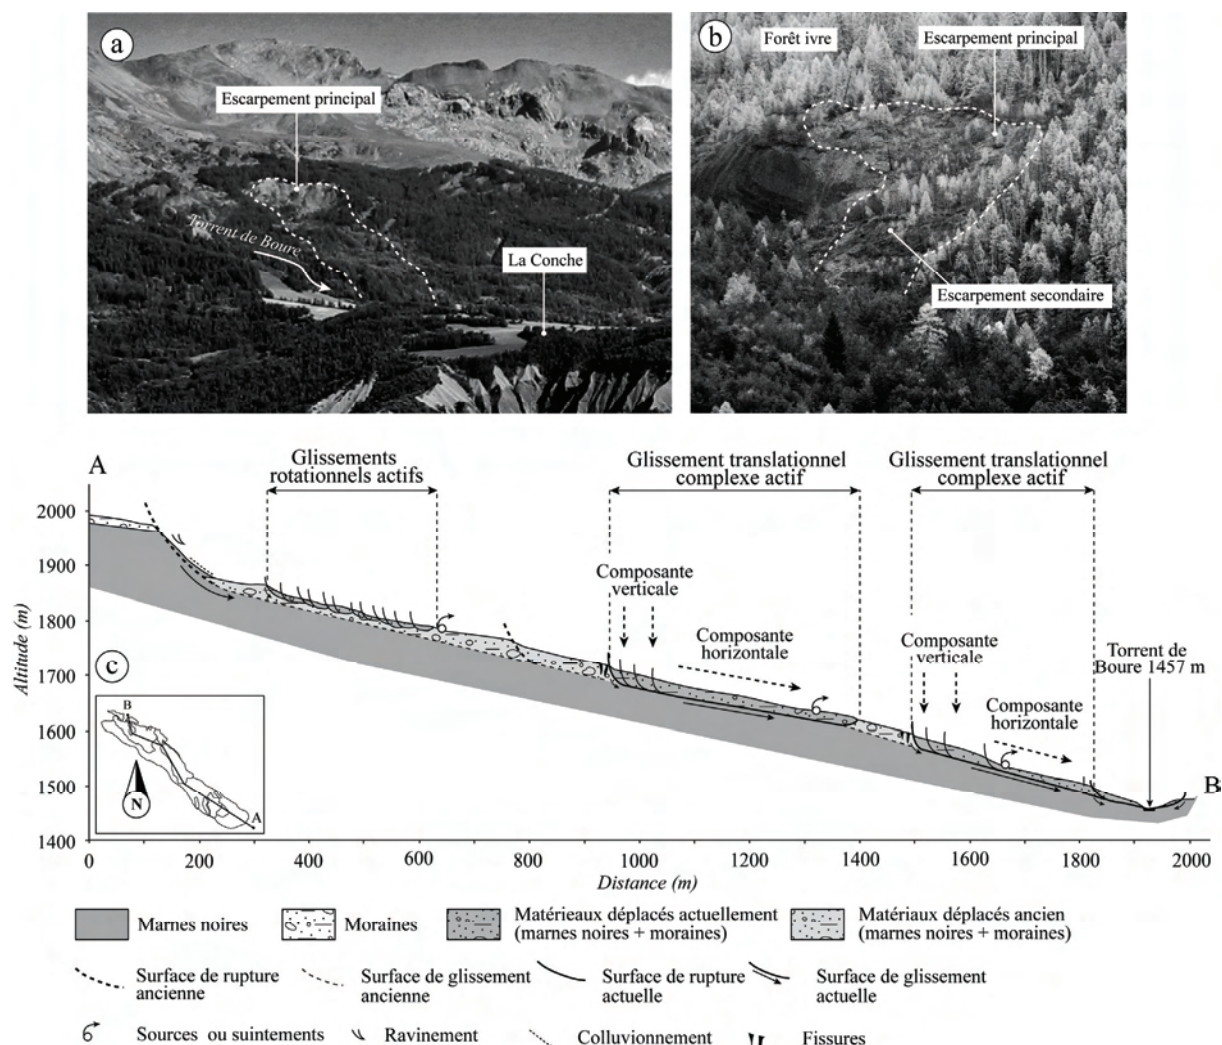 a
Escarpement principal
Torrent de Boure
La Conche
b
Forêt ivre
Escarpement principal
Escarpement secondaire
A
Glissements
rotationnels actifs
Glissement translationnel
complexe actif
Glissement translationnel
complexe actif
Composante
verticale
Composante
horizontale
Composante
verticale
Composante
horizontale
Torrent de
Boure 1457 m
B
Altitude (m)
2000
1900
1800
1700
1600
1500
1400
c
B
N
A
0
200
400
600
800
1000
1200
1400
1600
1800
2000
Distance (m)
Marnes noires
Moraines
Matérieaux déplacés actuellement
(marnes noires + moraines)
Matériaux déplacés ancien
(marnes noires + moraines)
Surface de rupture
ancienne
Surface de glissement
ancienne
Surface de rupture
actuelle
Surface de glissement
actuelle
Sources ou suintements
Ravinement
Colluvionnement
Fissures